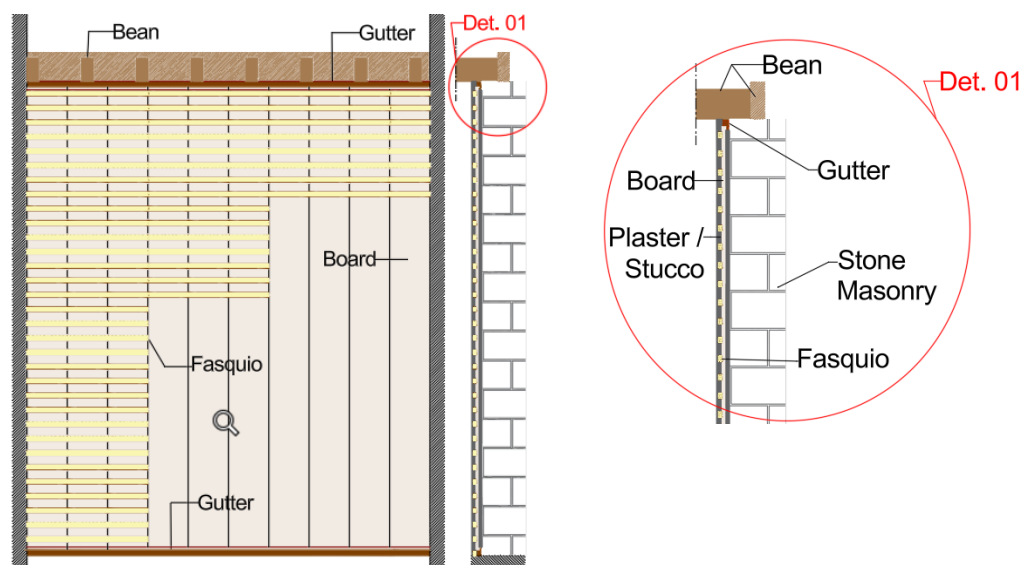 Bean
Gutter
Det. 01
Board
Fasquio
Gutter
Bean
Det. 01
Gutter
Board
Plaster /
Stucco
Stone
Masonry
Fasquio